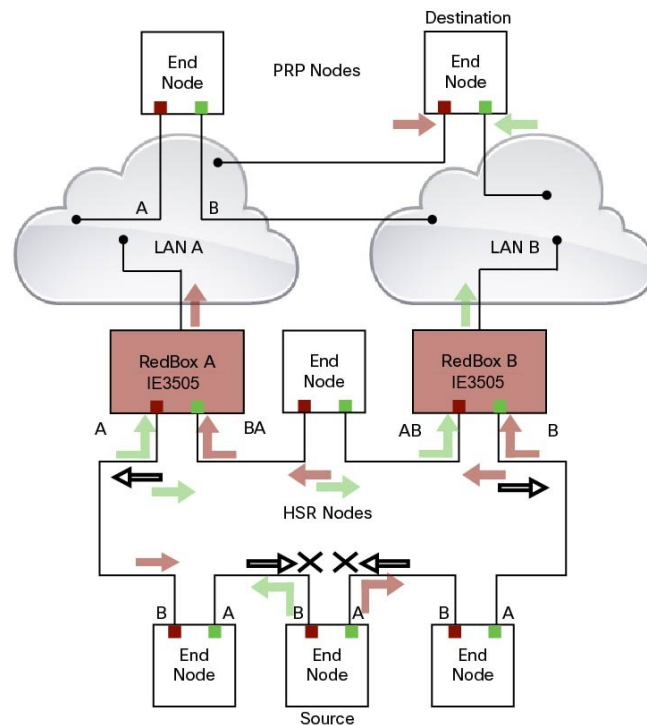 Destination
End
Node
PRP Nodes
End
Node
A
B
LAN A
LAN B
RedBox A
IE3505
End
Node
RedBox B
IE3505
A
BA
AB
B
HSR Nodes
B
A
B
A
B
A
End
Node
End
Node
End
Node
Source